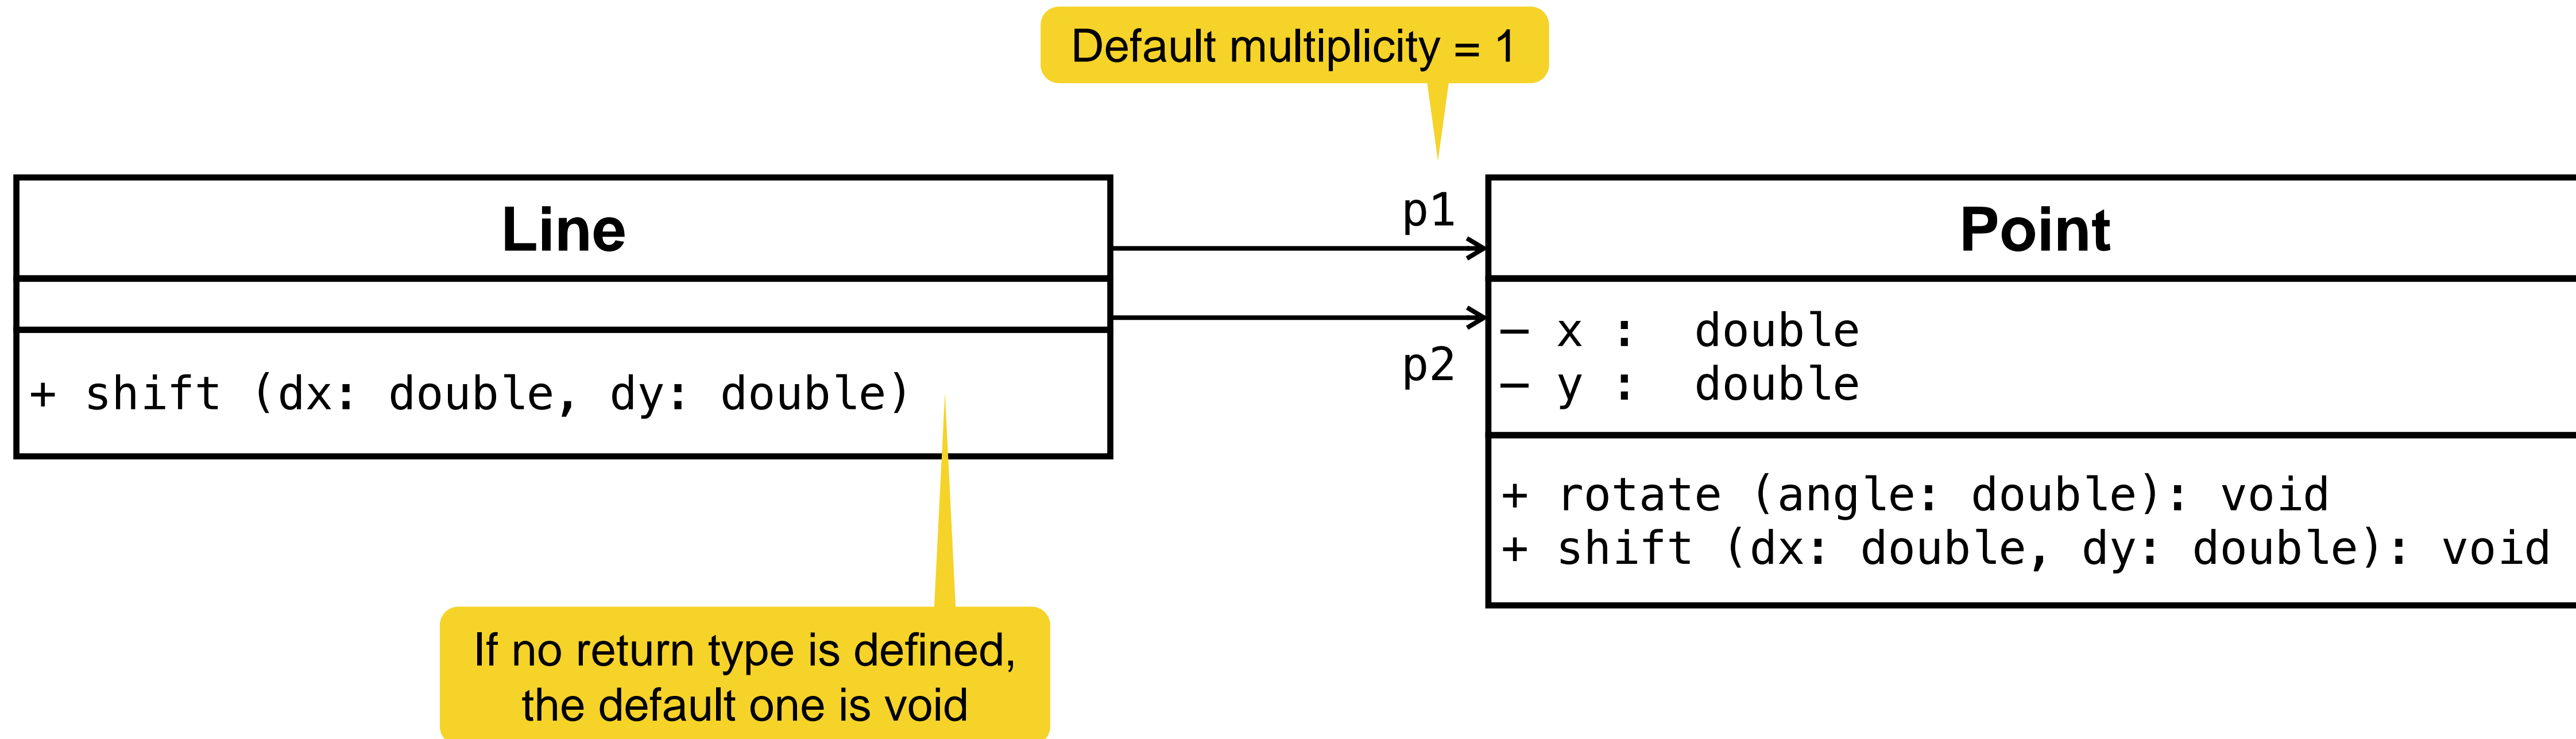 Default multiplicity = 1
Line
+ shift (dx: double, dy: double)
If no return type is defined,
the default one is void
p1
p2
Point
– x :  double
– y :  double
+ rotate (angle: double): void
+ shift (dx: double, dy: double): void